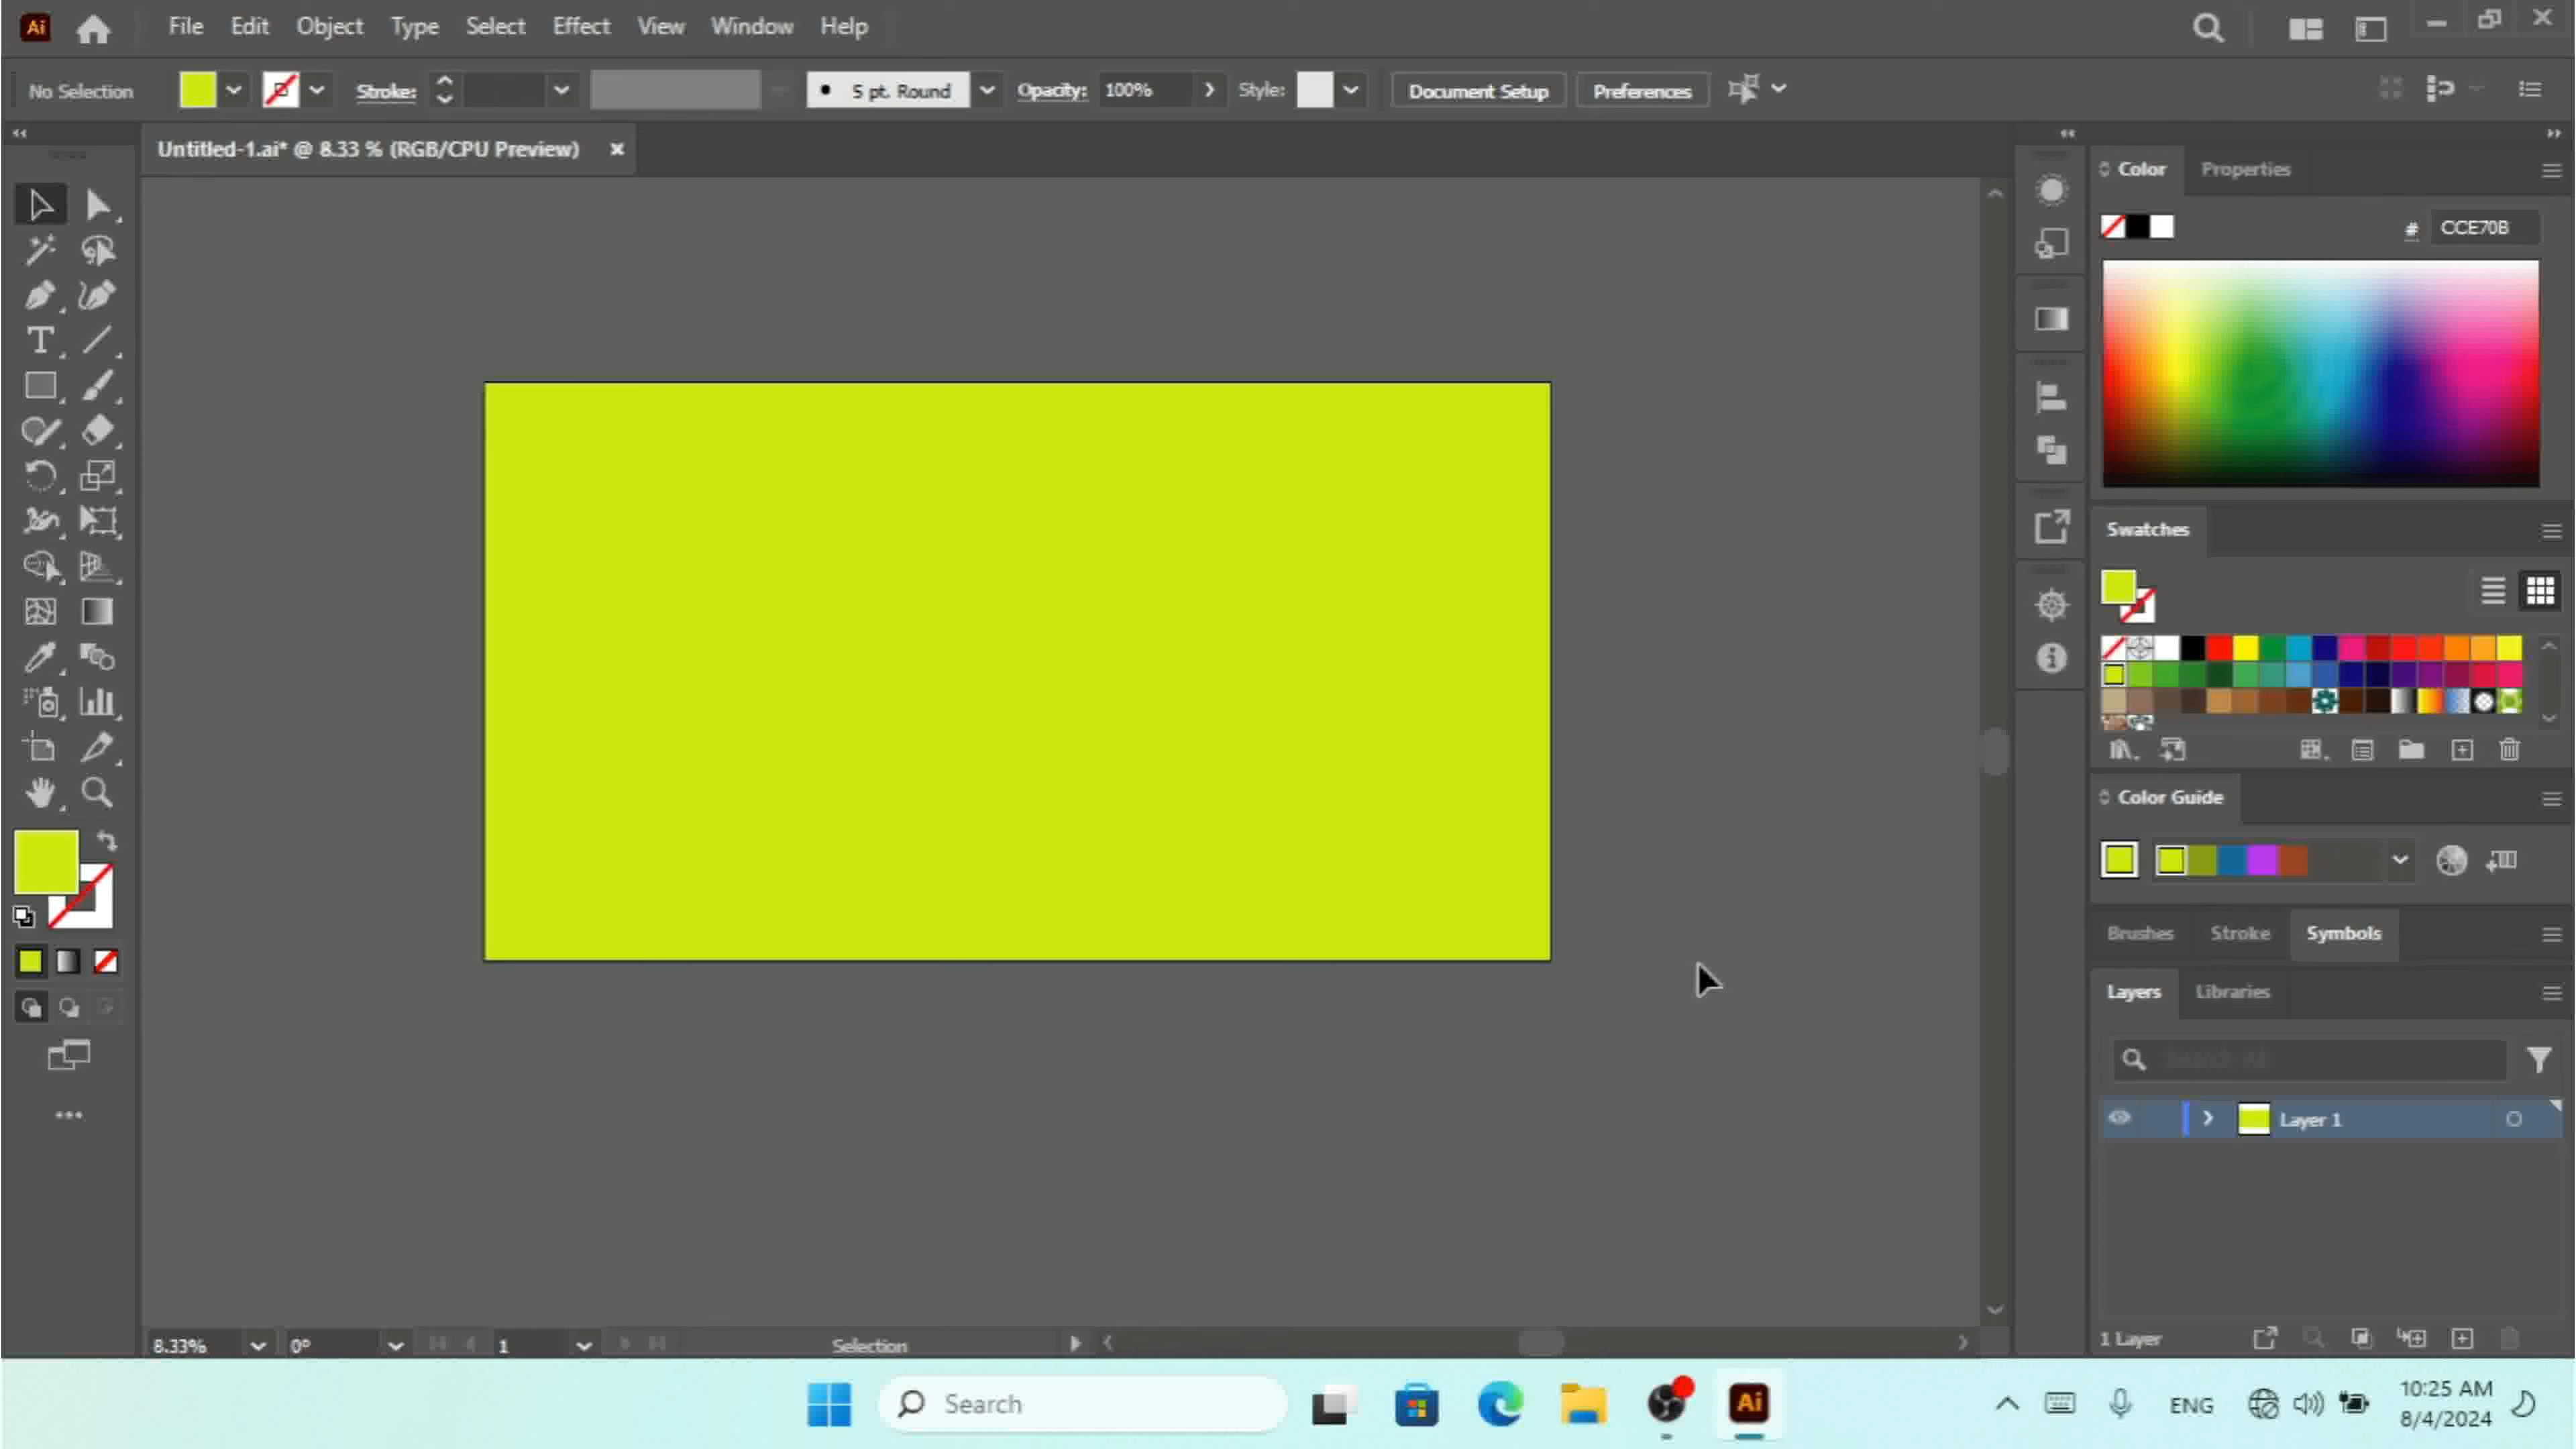 Ai File Edit Object Type Select Effect View Window Help
No Selection Stroke: 5 pt. Round Opacity: 100% Style: Document Setup Preferences
Untitled-1.ai* @ 8.33 % (RGB/CPU Preview)
Color Properties
# CCE70B
Swatches
Color Guide
Brushes Stroke Symbols
Layers Libraries
Search All
Layer 1
1 Layer
8.33% 0° 1 Selection
Search
Ai
ENG
10:25 AM
8/4/2024